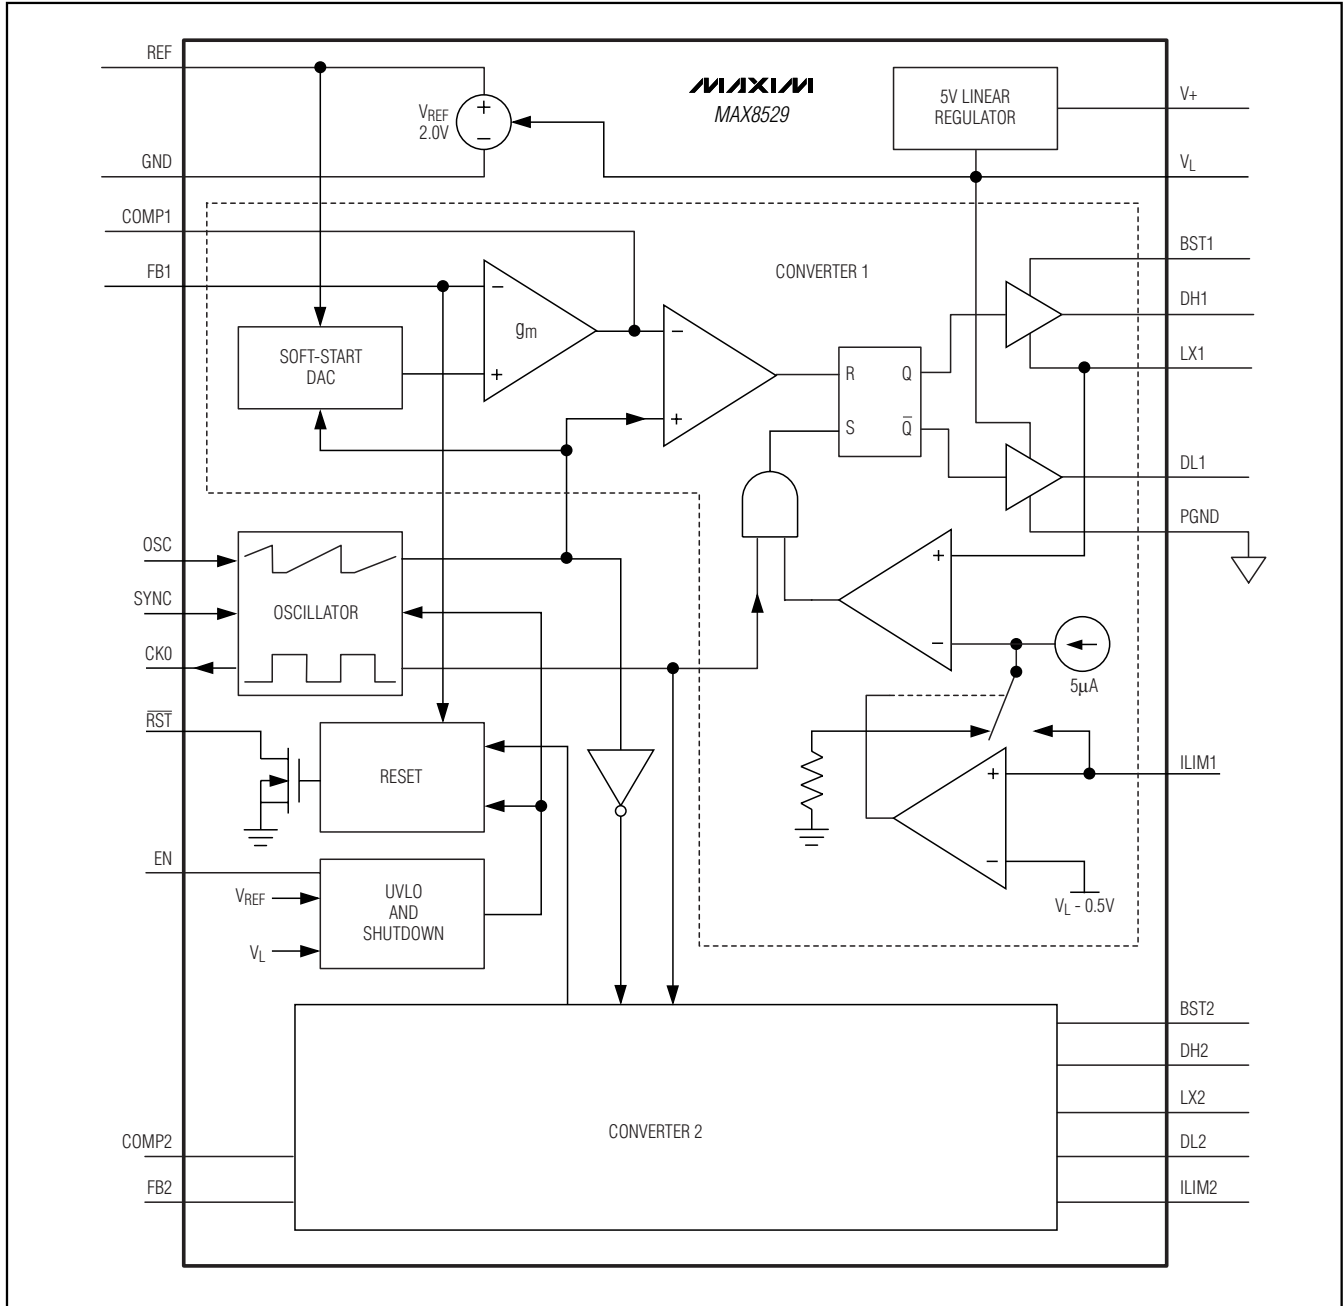 REF
MAXIM
MAX8529
VREF
2.0V
5V LINEAR
REGULATOR
V+
GND
VL
COMP1
FB1
CONVERTER 1
BST1
DH1
LX1
+
−
−
gm
+
SOFT-START
DAC
−
+
R
Q
S
Q̅
DL1
PGND
OSC
SYNC
OSCILLATOR
CK0
+
−
5µA
R̅S̅T̅
RESET
ILIM1
+
−
VL - 0.5V
EN
VREF
VL
UVLO
AND
SHUTDOWN
BST2
DH2
LX2
CONVERTER 2
COMP2
DL2
FB2
ILIM2